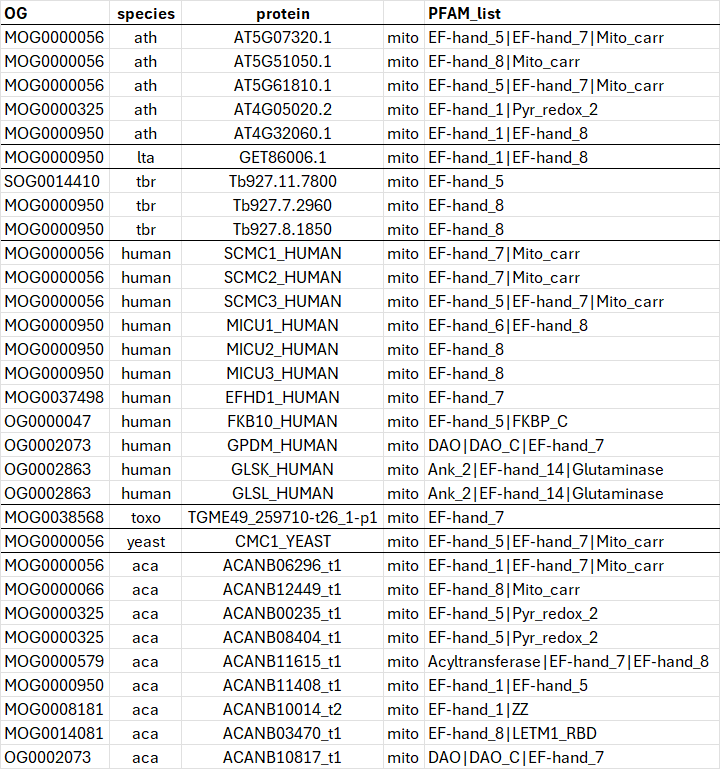 OG species protein PFAM_list
MOG0000056 ath AT5G07320.1 mito EF-hand_5|EF-hand_7|Mito_carr
MOG0000056 ath AT5G51050.1 mito EF-hand_8|Mito_carr
MOG0000056 ath AT5G61810.1 mito EF-hand_5|EF-hand_7|Mito_carr
MOG0000325 ath AT4G05020.2 mito EF-hand_1|Pyr_redox_2
MOG0000950 ath AT4G32060.1 mito EF-hand_1|EF-hand_8
MOG0000950 lta GET86006.1 mito EF-hand_1|EF-hand_8
SOG0014410 tbr Tb927.11.7800 mito EF-hand_5
MOG0000950 tbr Tb927.7.2960 mito EF-hand_8
MOG0000950 tbr Tb927.8.1850 mito EF-hand_8
MOG0000056 human SCMC1_HUMAN mito EF-hand_7|Mito_carr
MOG0000056 human SCMC2_HUMAN mito EF-hand_7|Mito_carr
MOG0000056 human SCMC3_HUMAN mito EF-hand_5|EF-hand_7|Mito_carr
MOG0000950 human MICU1_HUMAN mito EF-hand_6|EF-hand_8
MOG0000950 human MICU2_HUMAN mito EF-hand_8
MOG0000950 human MICU3_HUMAN mito EF-hand_8
MOG0037498 human EFHD1_HUMAN mito EF-hand_7
OG0000047 human FKB10_HUMAN mito EF-hand_5|FKBP_C
OG0002073 human GPDM_HUMAN mito DAO|DAO_C|EF-hand_7
OG0002863 human GLSK_HUMAN mito Ank_2|EF-hand_14|Glutaminase
OG0002863 human GLSL_HUMAN mito Ank_2|EF-hand_14|Glutaminase
MOG0038568 toxo TGME49_259710-t26_1-p1 mito EF-hand_7
MOG0000056 yeast CMC1_YEAST mito EF-hand_5|EF-hand_7|Mito_carr
MOG0000056 aca ACANB06296_t1 mito EF-hand_1|EF-hand_7|Mito_carr
MOG0000066 aca ACANB12449_t1 mito EF-hand_8|Mito_carr
MOG0000325 aca ACANB00235_t1 mito EF-hand_5|Pyr_redox_2
MOG0000325 aca ACANB08404_t1 mito EF-hand_5|Pyr_redox_2
MOG0000579 aca ACANB11615_t1 mito Acyltransferase|EF-hand_7|EF-hand_8
MOG0000950 aca ACANB11408_t1 mito EF-hand_1|EF-hand_5
MOG0008181 aca ACANB10014_t2 mito EF-hand_1|ZZ
MOG0014081 aca ACANB03470_t1 mito EF-hand_8|LETM1_RBD
OG0002073 aca ACANB10817_t1 mito DAO|DAO_C|EF-hand_7